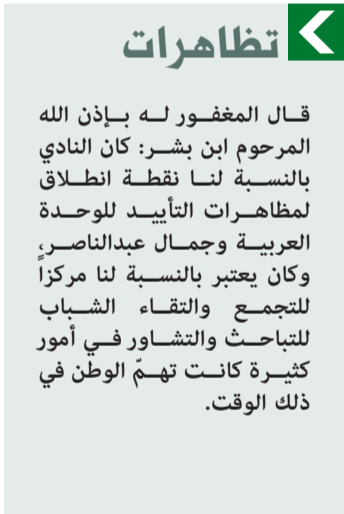 تظاهرات
قال المغفور له بإذن الله
المرحوم ابن بشر: كان النادي
بالنسبة لنا نقطة انطلاق
لمظاهرات التأييد للوحدة
العربية وجمال عبدالناصر،
وكان يعتبر بالنسبة لنا مركزاً
للتجمع والتقاء الشباب
للتباحث والتشاور في أمور
كثيرة كانت تهمّ الوطن في
ذلك الوقت.